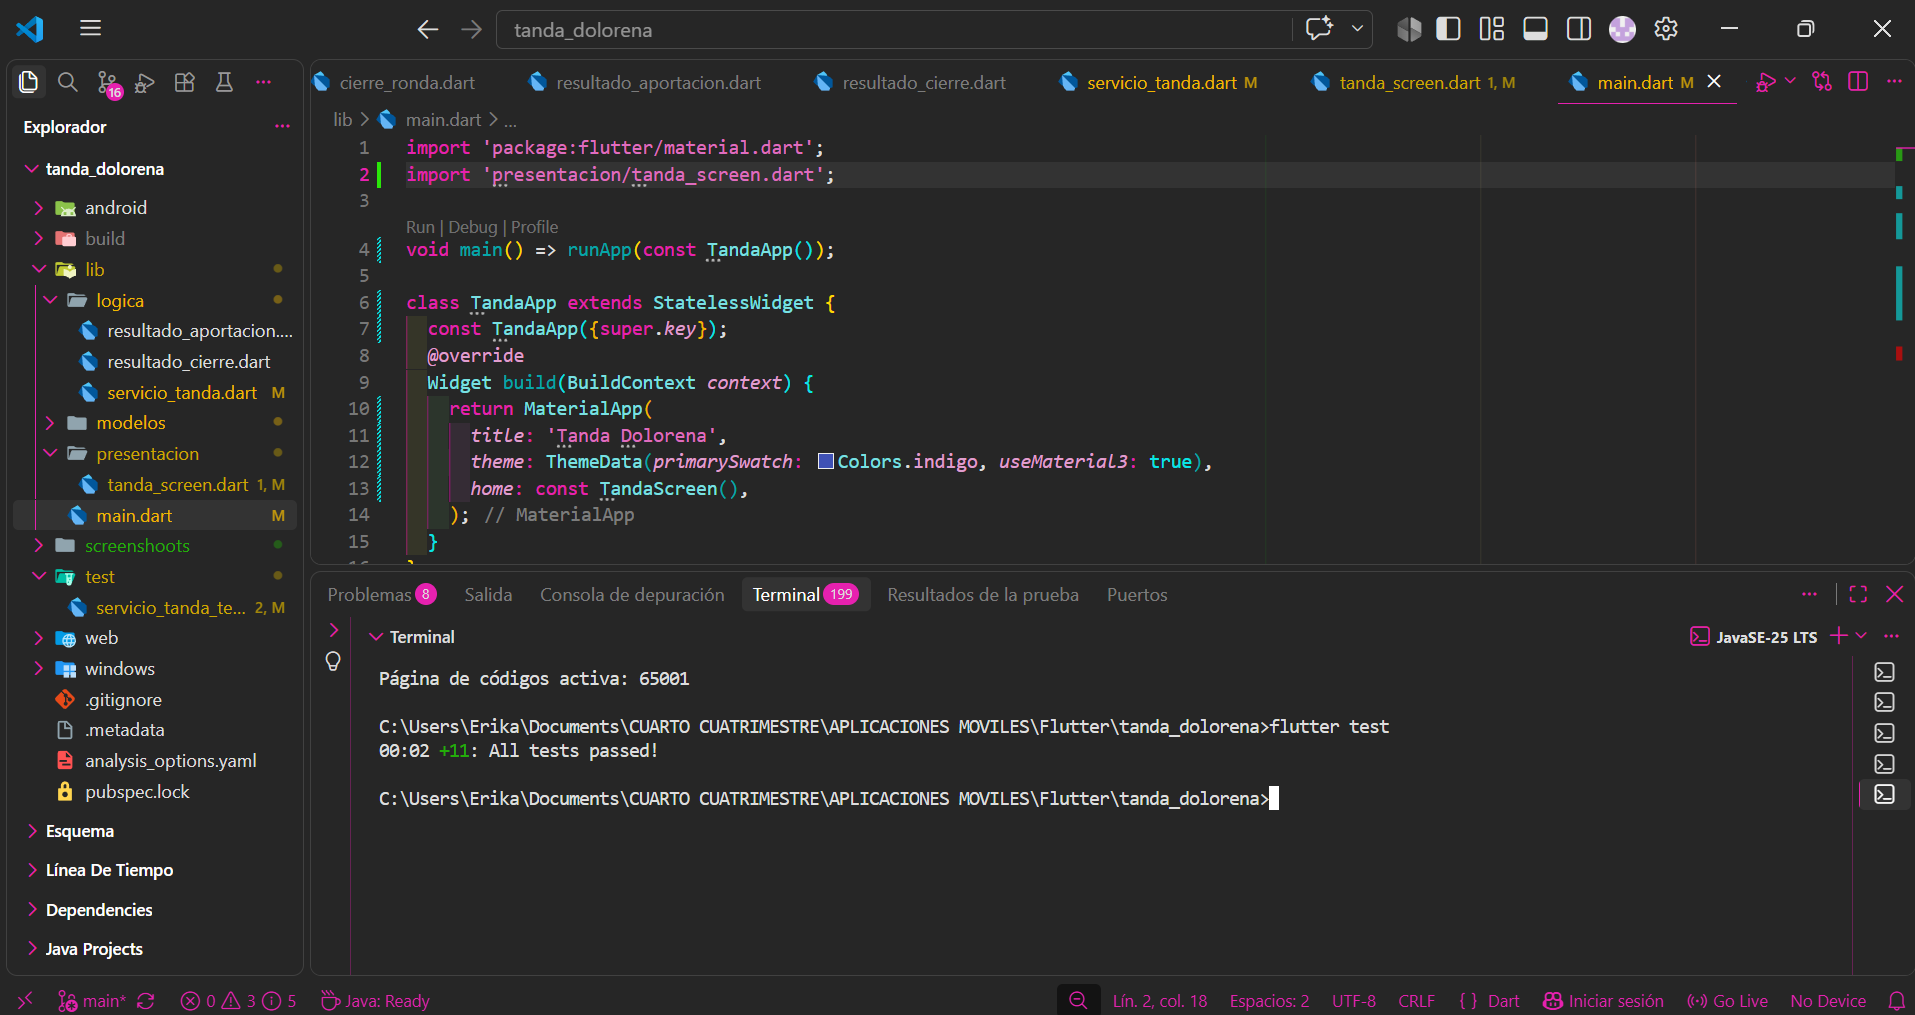 tanda_dolorena
16
cierre_ronda.dart
resultado_aportacion.dart
resultado_cierre.dart
servicio_tanda.dart M
tanda_screen.dart 1, M
main.dart M
Explorador
lib > main.dart > ...
tanda_dolorena
android
build
lib
logica
resultado_aportacion....
resultado_cierre.dart
servicio_tanda.dart M
modelos
presentacion
tanda_screen.dart 1, M
main.dart M
screenshoots
test
servicio_tanda_te... 2, M
web
windows
.gitignore
.metadata
analysis_options.yaml
pubspec.lock
Esquema
Línea De Tiempo
Dependencies
Java Projects
1 import 'package:flutter/material.dart';
2 import 'presentacion/tanda_screen.dart';
3
Run | Debug | Profile
4 void main() => runApp(const TandaApp());
5
6 class TandaApp extends StatelessWidget {
7 const TandaApp({super.key});
8 @override
9 Widget build(BuildContext context) {
10 return MaterialApp(
11 title: 'Tanda Dolorena',
12 theme: ThemeData(primarySwatch: Colors.indigo, useMaterial3: true),
13 home: const TandaScreen(),
14 ); // MaterialApp
15 }
Problemas 8
Salida
Consola de depuración
Terminal 199
Resultados de la prueba
Puertos
Terminal
JavaSE-25 LTS
Página de códigos activa: 65001
C:\Users\Erika\Documents\CUARTO CUATRIMESTRE\APLICACIONES MOVILES\Flutter\tanda_dolorena>flutter test
00:02 +11: All tests passed!
C:\Users\Erika\Documents\CUARTO CUATRIMESTRE\APLICACIONES MOVILES\Flutter\tanda_dolorena>
main* 0 3 5 Java: Ready
Lín. 2, col. 18 Espacios: 2 UTF-8 CRLF { } Dart Iniciar sesión Go Live No Device